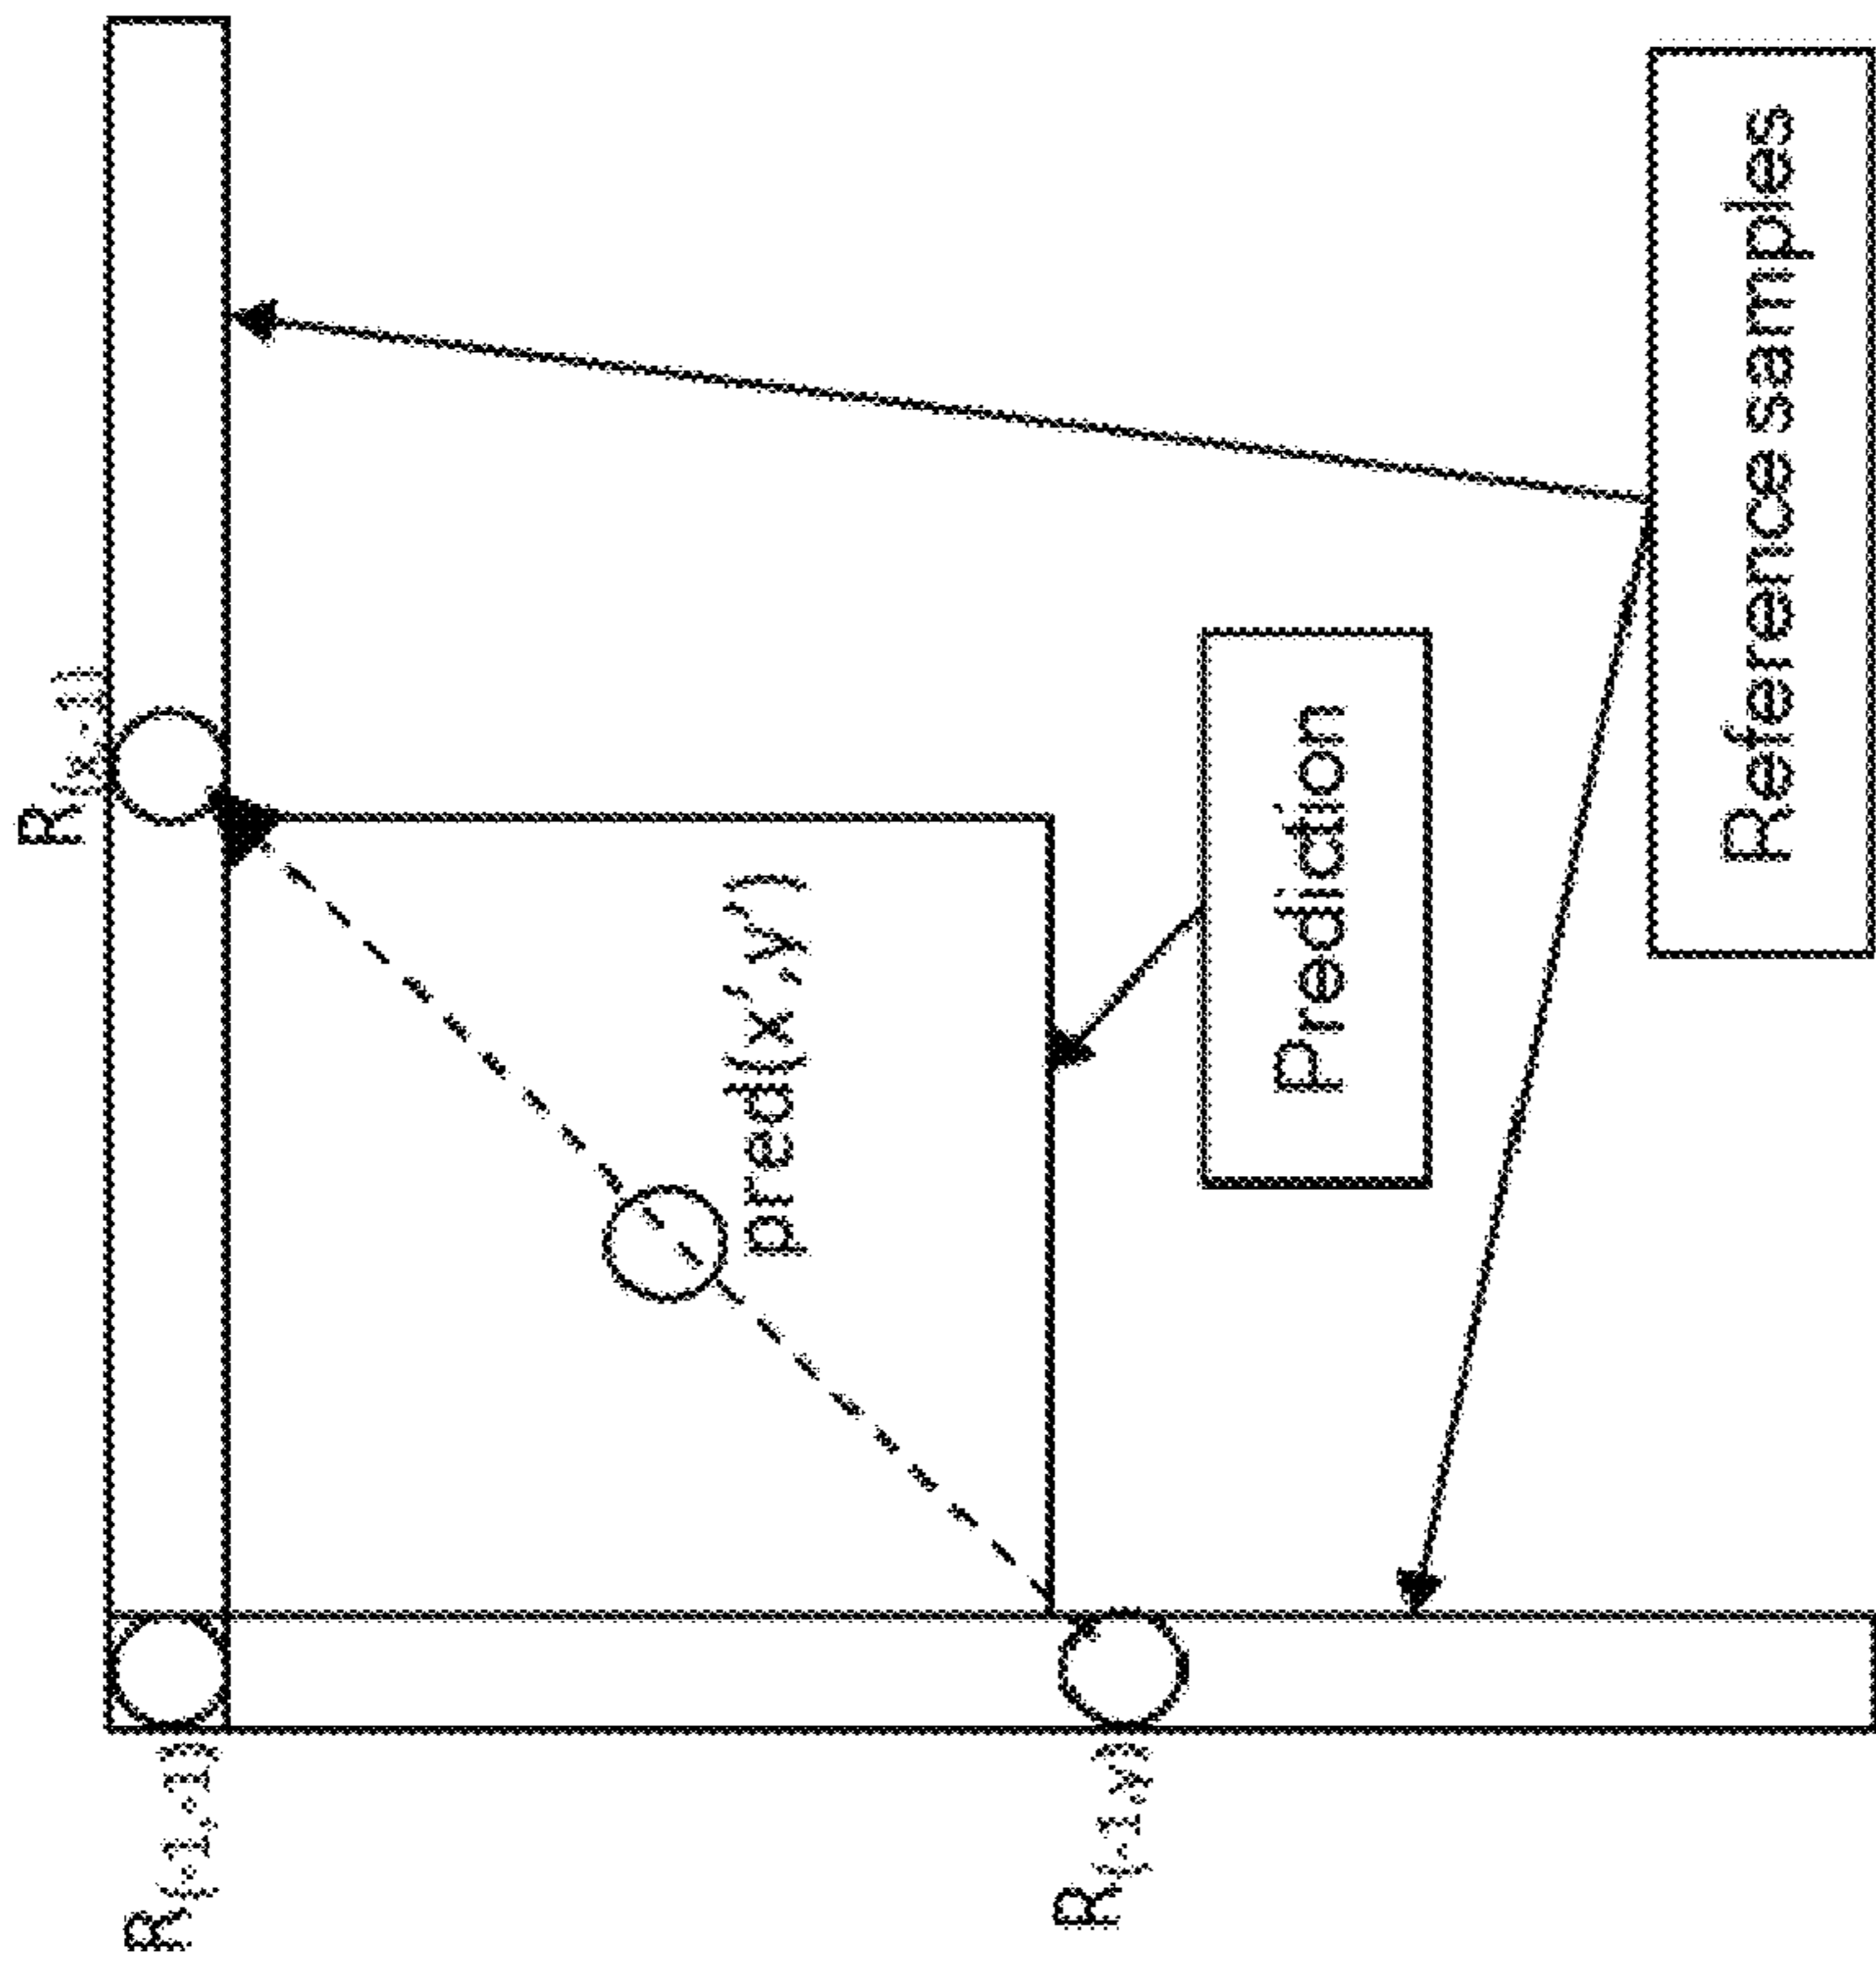 R(-1,-1)
R(x,-1)
pred(x',y')
R(-1,y)
Prediction
Reference samples